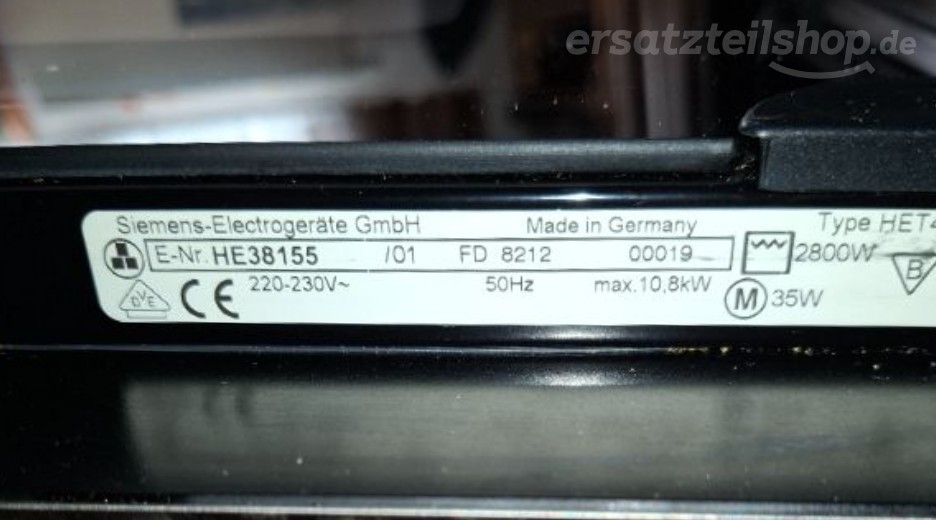 ersatzteilshop.de
Siemens-Electrogeräte GmbH Made in Germany Type HET4
E-Nr. HE38155 /01 FD 8212 00019 2800W B
DVE CE 220-230V~ 50Hz max.10,8kW M 35W